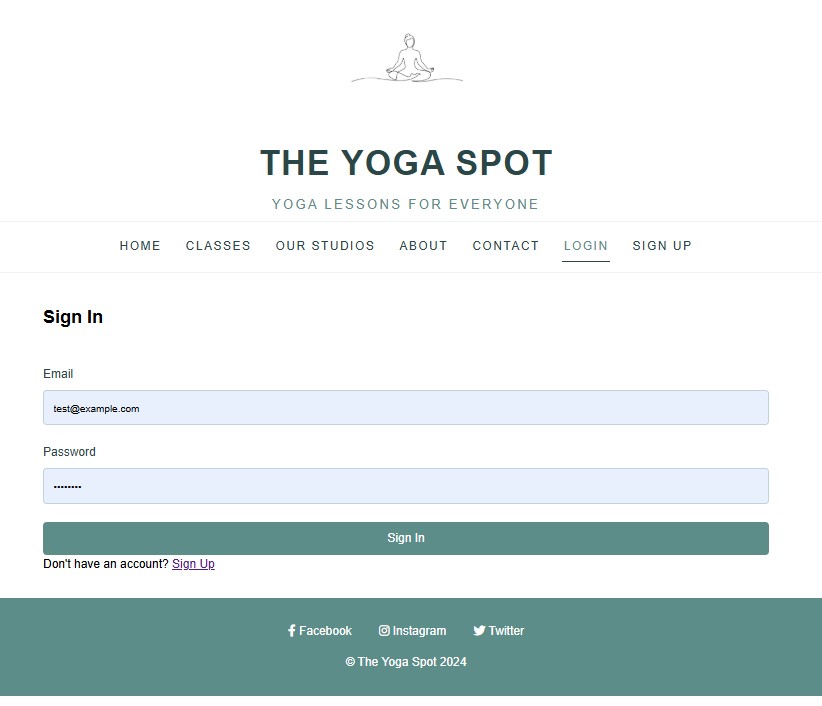 THE YOGA SPOT
YOGA LESSONS FOR EVERYONE
HOME CLASSES OUR STUDIOS ABOUT CONTACT LOGIN SIGN UP
Sign In
Email
test@example.com
Password
••••••••
Sign In
Don't have an account? Sign Up
Facebook Instagram Twitter
© The Yoga Spot 2024